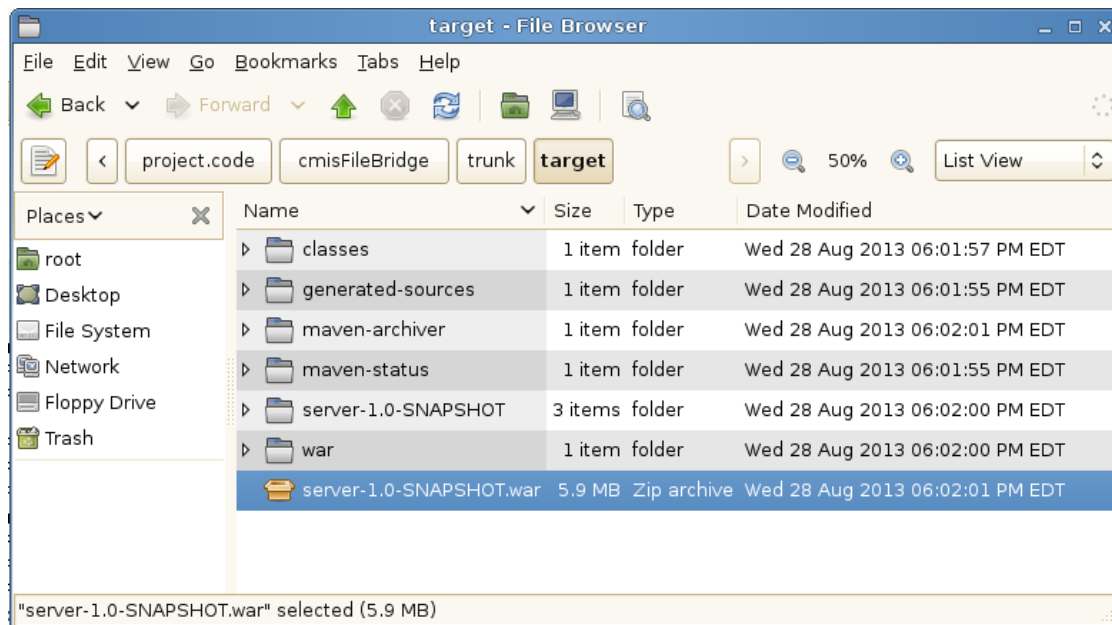 target - File Browser
File Edit View Go Bookmarks Tabs Help
Back Forward
project.code cmisFileBridge trunk target 50% List View
Places Name Size Type Date Modified
root
Desktop
File System
Network
Floppy Drive
Trash
classes 1 item folder Wed 28 Aug 2013 06:01:57 PM EDT
generated-sources 1 item folder Wed 28 Aug 2013 06:01:55 PM EDT
maven-archiver 1 item folder Wed 28 Aug 2013 06:02:01 PM EDT
maven-status 1 item folder Wed 28 Aug 2013 06:01:55 PM EDT
server-1.0-SNAPSHOT 3 items folder Wed 28 Aug 2013 06:02:00 PM EDT
war 1 item folder Wed 28 Aug 2013 06:02:00 PM EDT
server-1.0-SNAPSHOT.war 5.9 MB Zip archive Wed 28 Aug 2013 06:02:01 PM EDT
"server-1.0-SNAPSHOT.war" selected (5.9 MB)